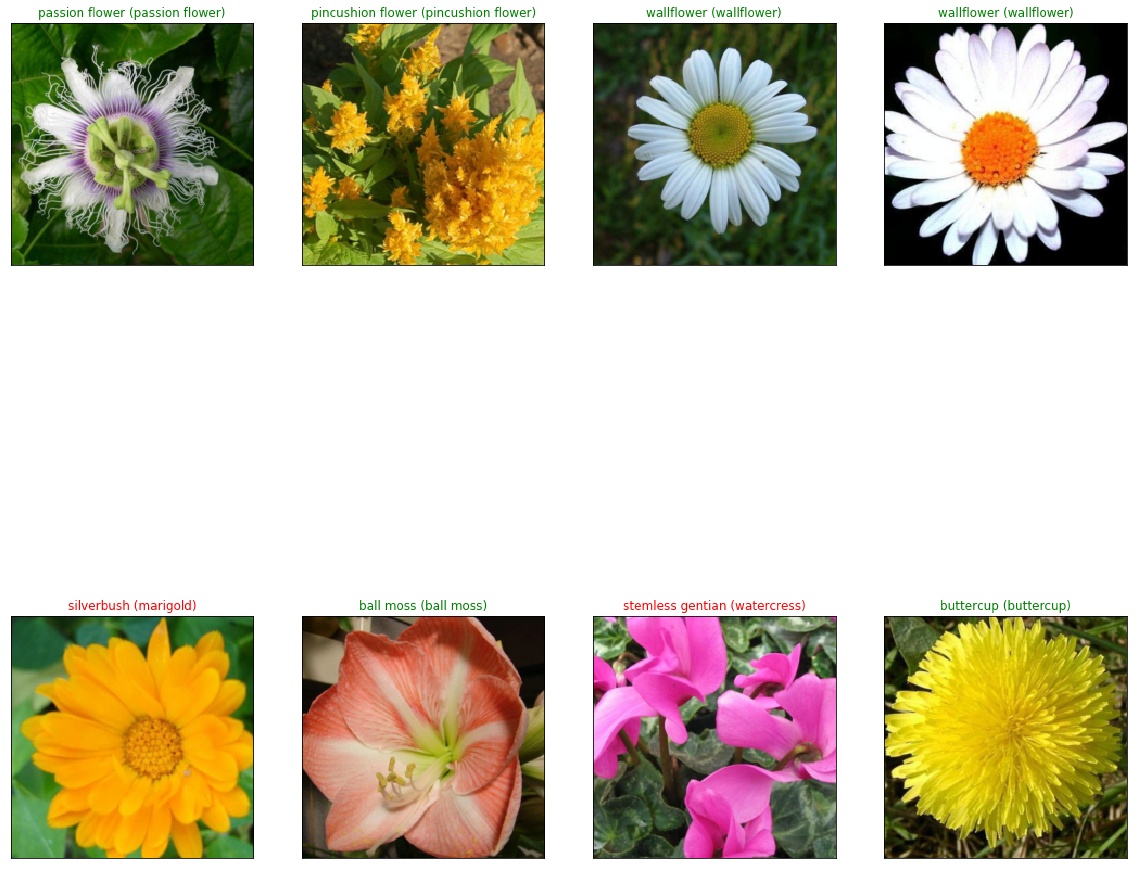 passion flower (passion flower)
pincushion flower (pincushion flower)
wallflower (wallflower)
wallflower (wallflower)
silverbush (marigold)
ball moss (ball moss)
stemless gentian (watercress)
buttercup (buttercup)